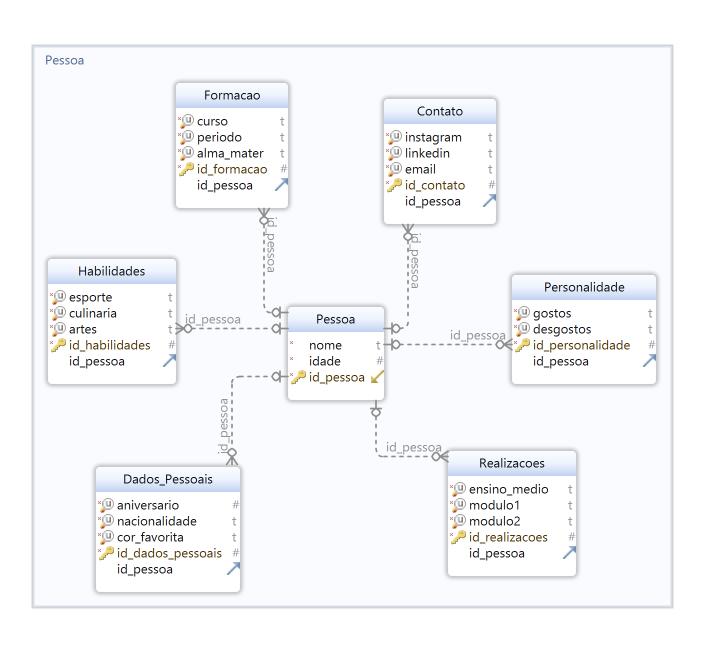 Pessoa
Formacao
curso t
periodo t
alma_mater t
id_formacao #
id_pessoa
Contato
instagram t
linkedin t
email t
id_contato #
id_pessoa
id_pessoa
id_pessoa
Habilidades
esporte t
culinaria t
artes t
id_habilidades #
id_pessoa
id_pessoa
Pessoa
nome t
idade #
id_pessoa
id_pessoa
Personalidade
gostos t
desgostos t
id_personalidade #
id_pessoa
id_pessoa
Dados_Pessoais
aniversario #
nacionalidade t
cor_favorita t
id_dados_pessoais #
id_pessoa
id_pessoa
Realizacoes
ensino_medio t
modulo1 t
modulo2 t
id_realizacoes #
id_pessoa